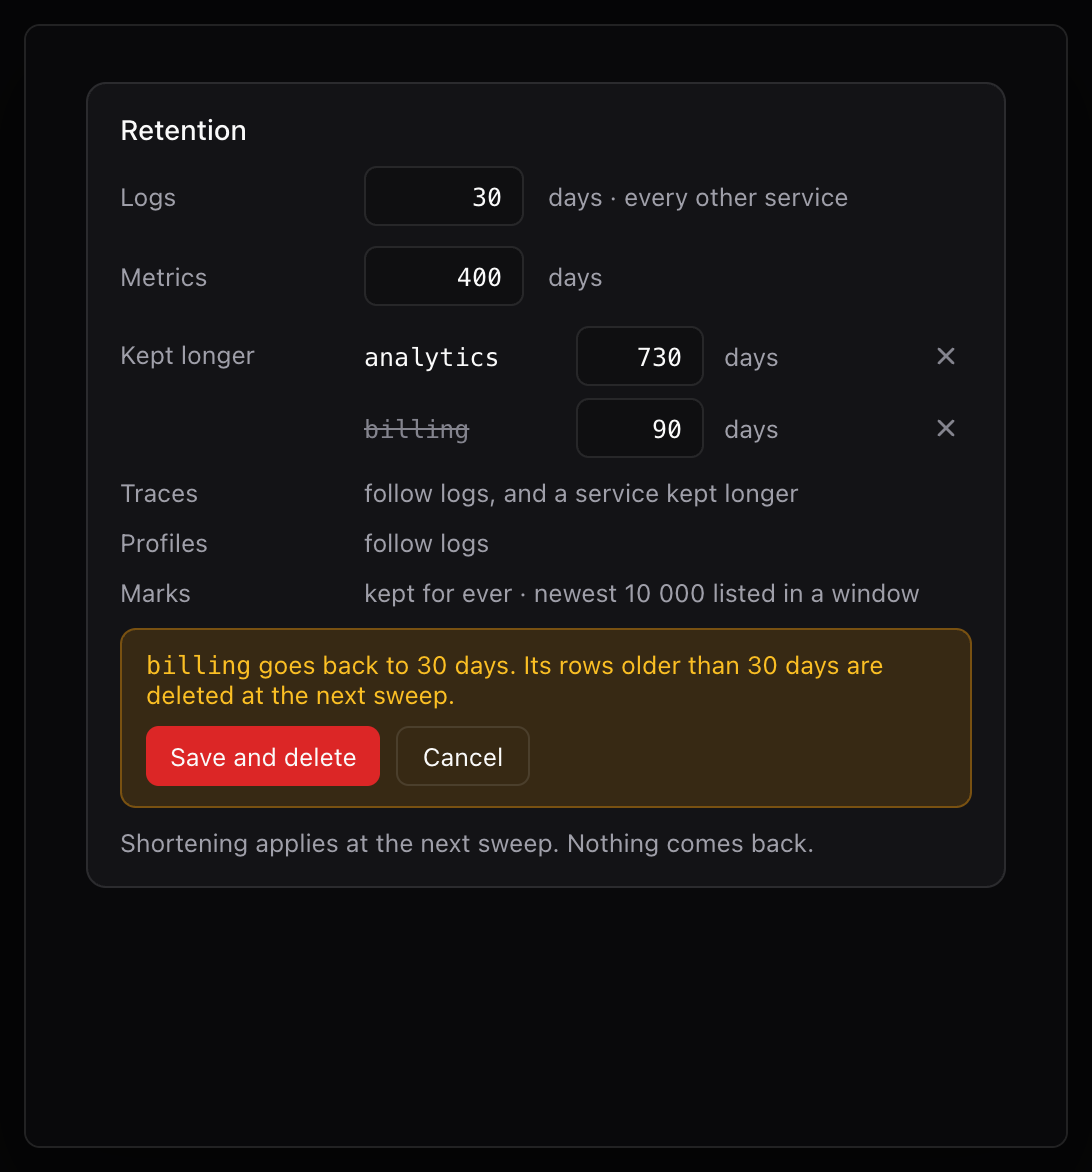 Retention
Logs 30 days · every other service
Metrics 400 days
Kept longer analytics 730 days ✕
billing 90 days ✕
Traces follow logs, and a service kept longer
Profiles follow logs
Marks kept for ever · newest 10 000 listed in a window
billing goes back to 30 days. Its rows older than 30 days are
deleted at the next sweep.
Save and delete Cancel
Shortening applies at the next sweep. Nothing comes back.